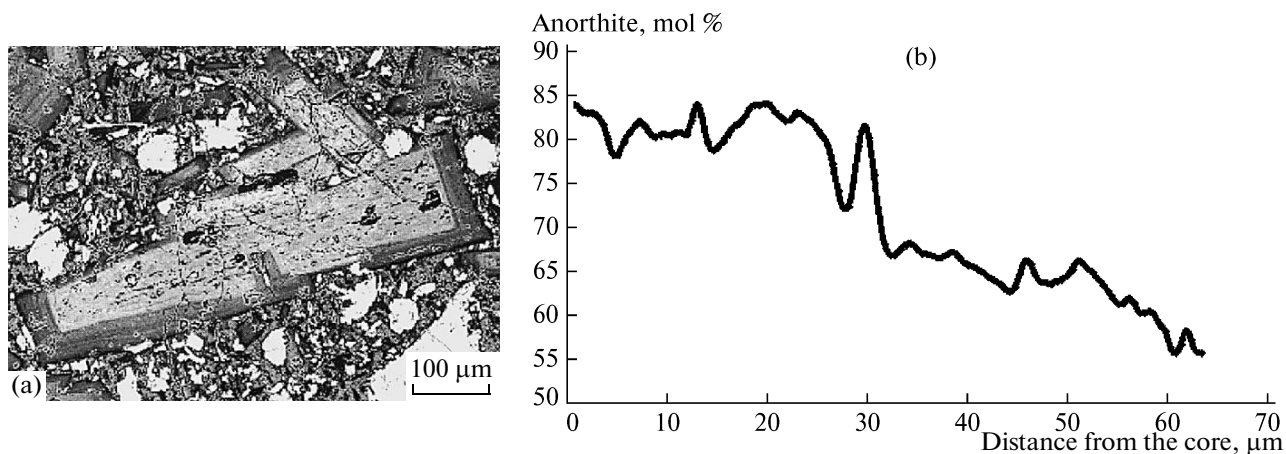 (a)
100 μm
Anorthite, mol %
(b)
90
85
80
75
70
65
60
55
50
0 10 20 30 40 50 60 70
Distance from the core, μm